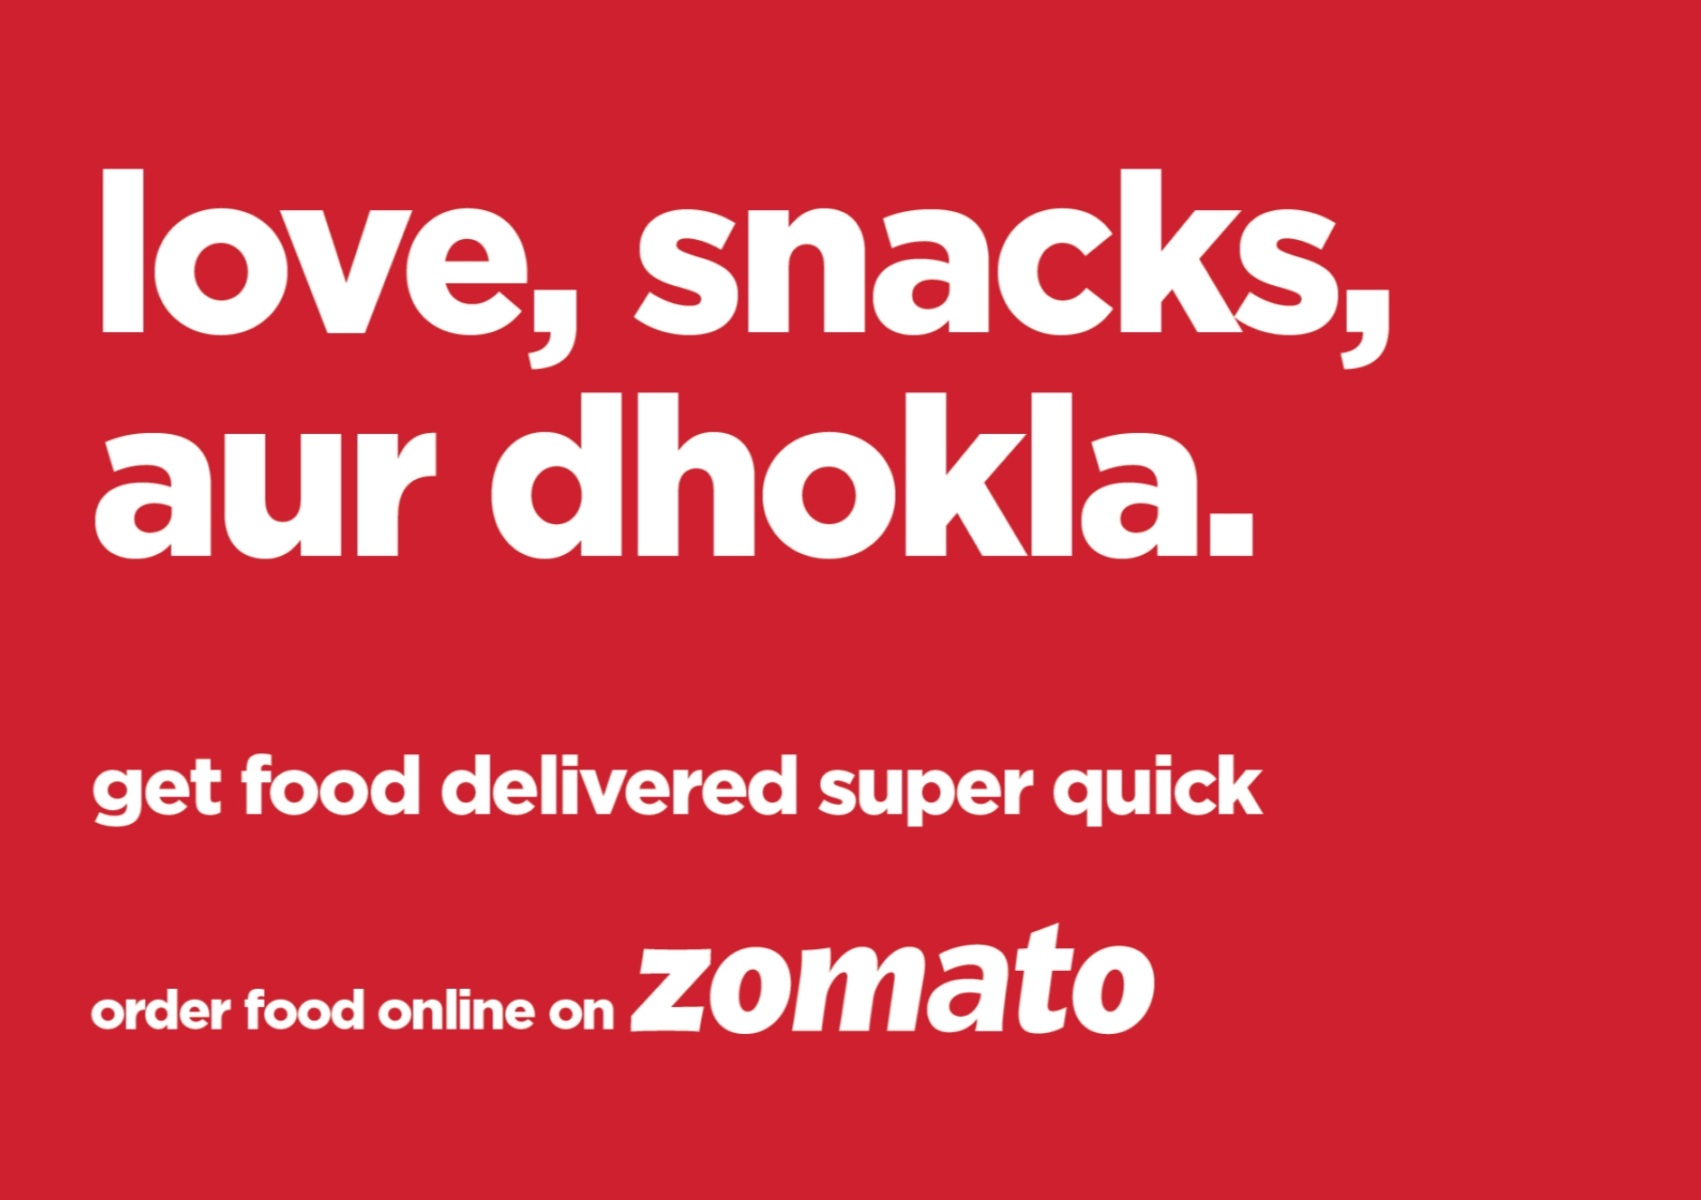 love, snacks,
aur dhokla.
get food delivered super quick
order food online on zomato